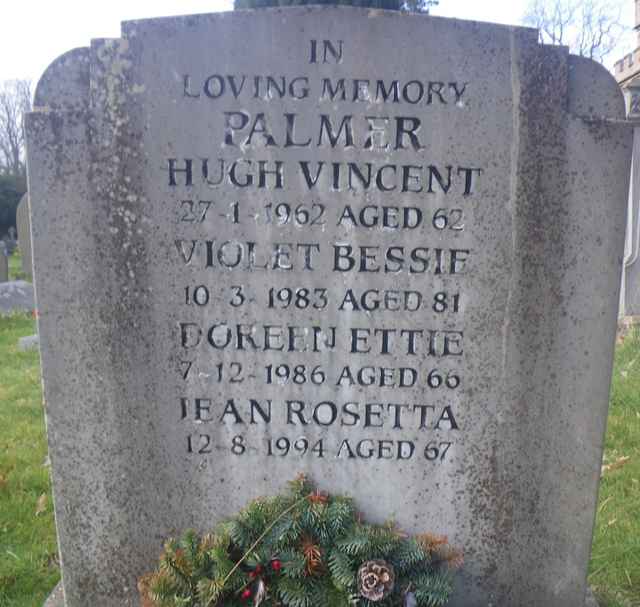 IN
LOVING MEMORY
PALMER
HUGH VINCENT
27-1-1962 AGED 62
VIOLET BESSIE
10-3-1983 AGED 81
DOREEN ETTIE
7-12-1986 AGED 66
JEAN ROSETTA
12-8-1994 AGED 67